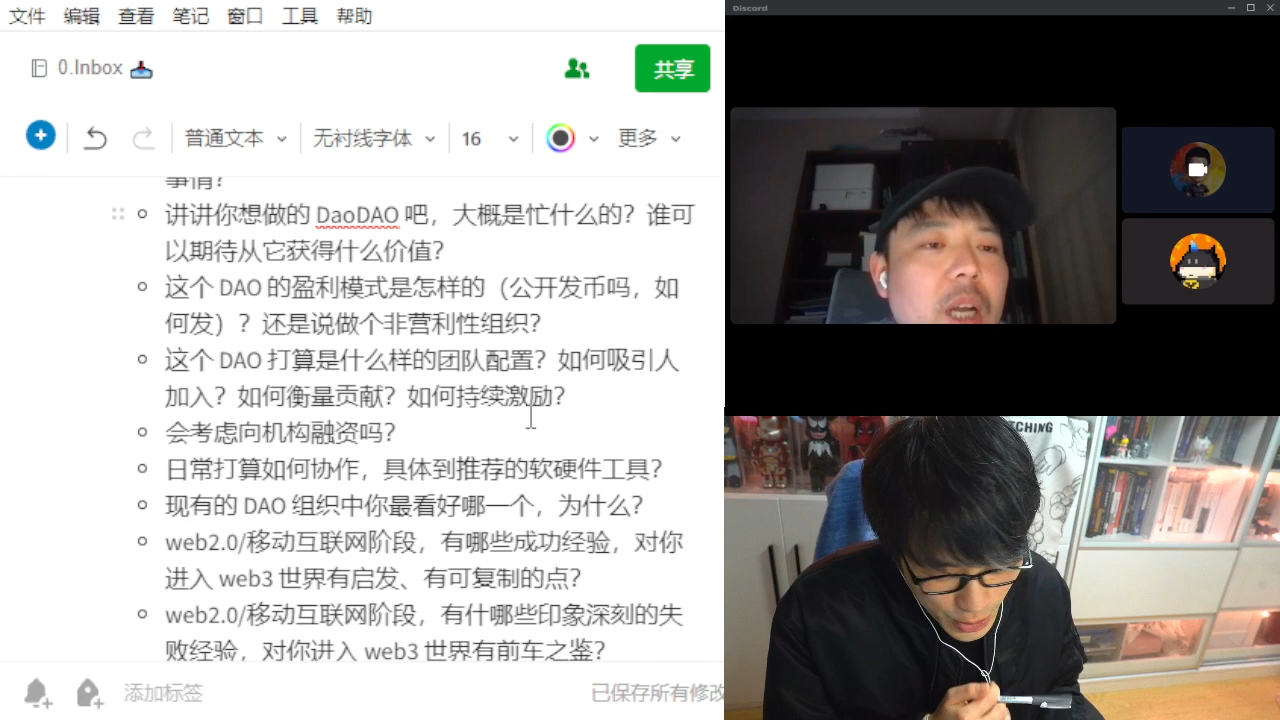 文件 编辑 查看 笔记 窗口 工具 帮助
Discord
0.Inbox
共享
普通文本
无衬线字体
16
更多
事情？
讲讲你想做的 DaoDAO 吧，大概是忙什么的？谁可
以期待从它获得什么价值？
这个 DAO 的盈利模式是怎样的（公开发币吗，如
何发）？还是说做个非营利性组织？
这个 DAO 打算是什么样的团队配置？如何吸引人
加入？如何衡量贡献？如何持续激励？
会考虑向机构融资吗？
日常打算如何协作，具体到推荐的软硬件工具？
现有的 DAO 组织中你最看好哪一个，为什么？
web2.0/移动互联网阶段，有哪些成功经验，对你
进入 web3 世界有启发、有可复制的点？
web2.0/移动互联网阶段，有什哪些印象深刻的失
败经验，对你进入 web3 世界有前车之鉴？
添加标签
已保存所有修改